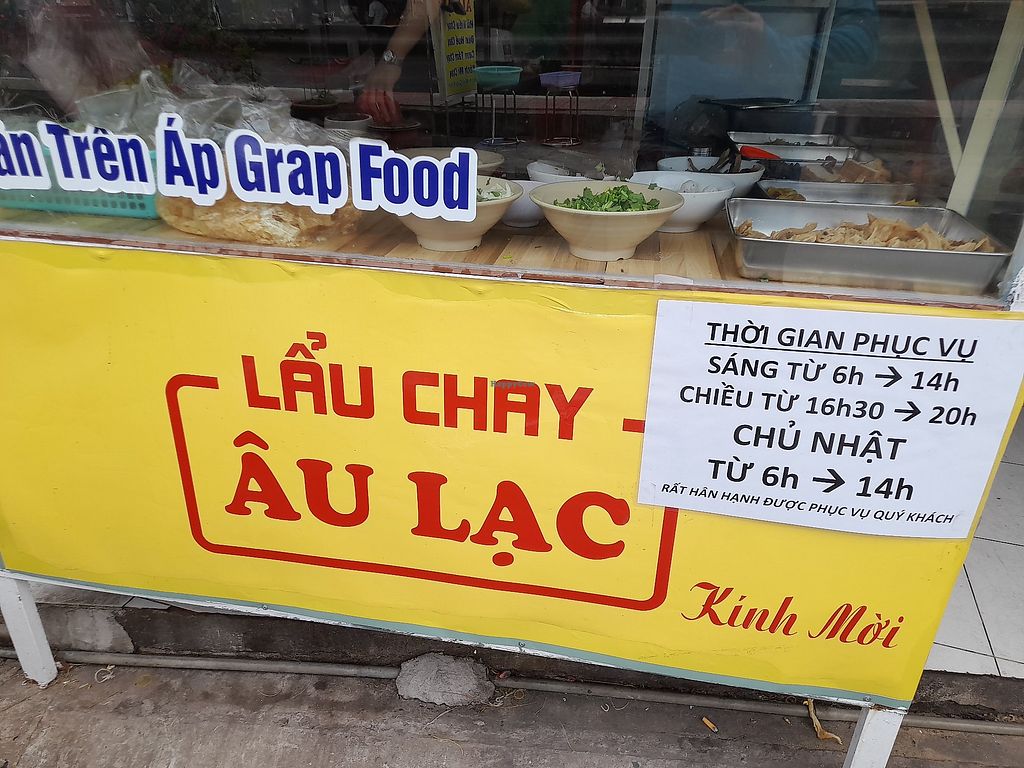 ần Trên Áp Grap Food
LẨU CHAY
ÂU LẠC
Kính Mời
THỜI GIAN PHỤC VỤ
SÁNG TỪ 6h → 14h
CHIỀU TỪ 16h30 → 20h
CHỦ NHẬT
TỪ 6h → 14h
RẤT HÂN HẠNH ĐƯỢC PHỤC VỤ QUÝ KHÁCH